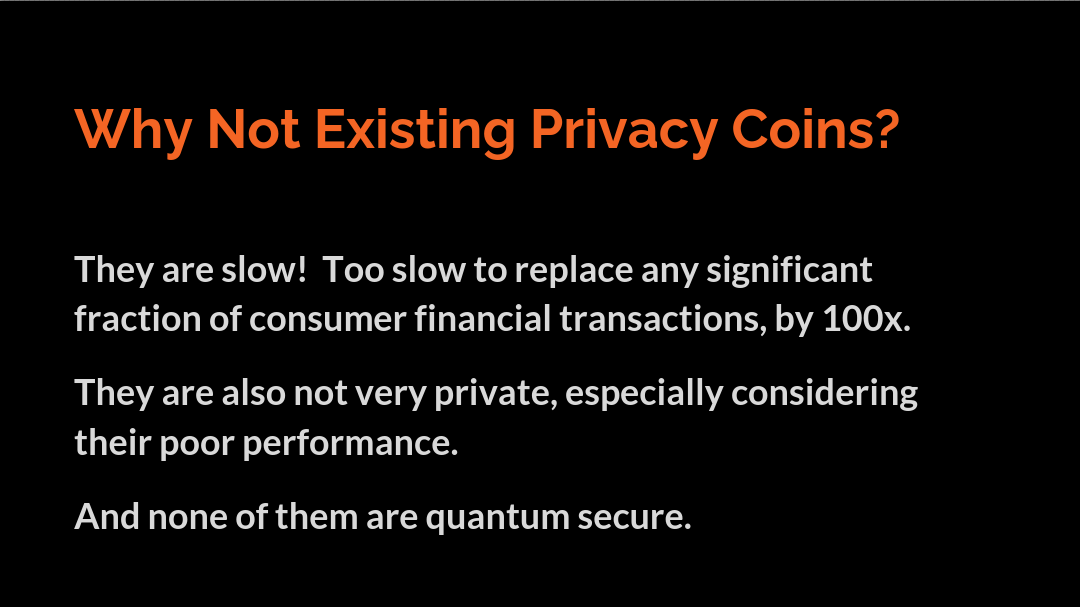 Why Not Existing Privacy Coins?
They are slow!  Too slow to replace any significant
fraction of consumer financial transactions, by 100x.
They are also not very private, especially considering
their poor performance.
And none of them are quantum secure.